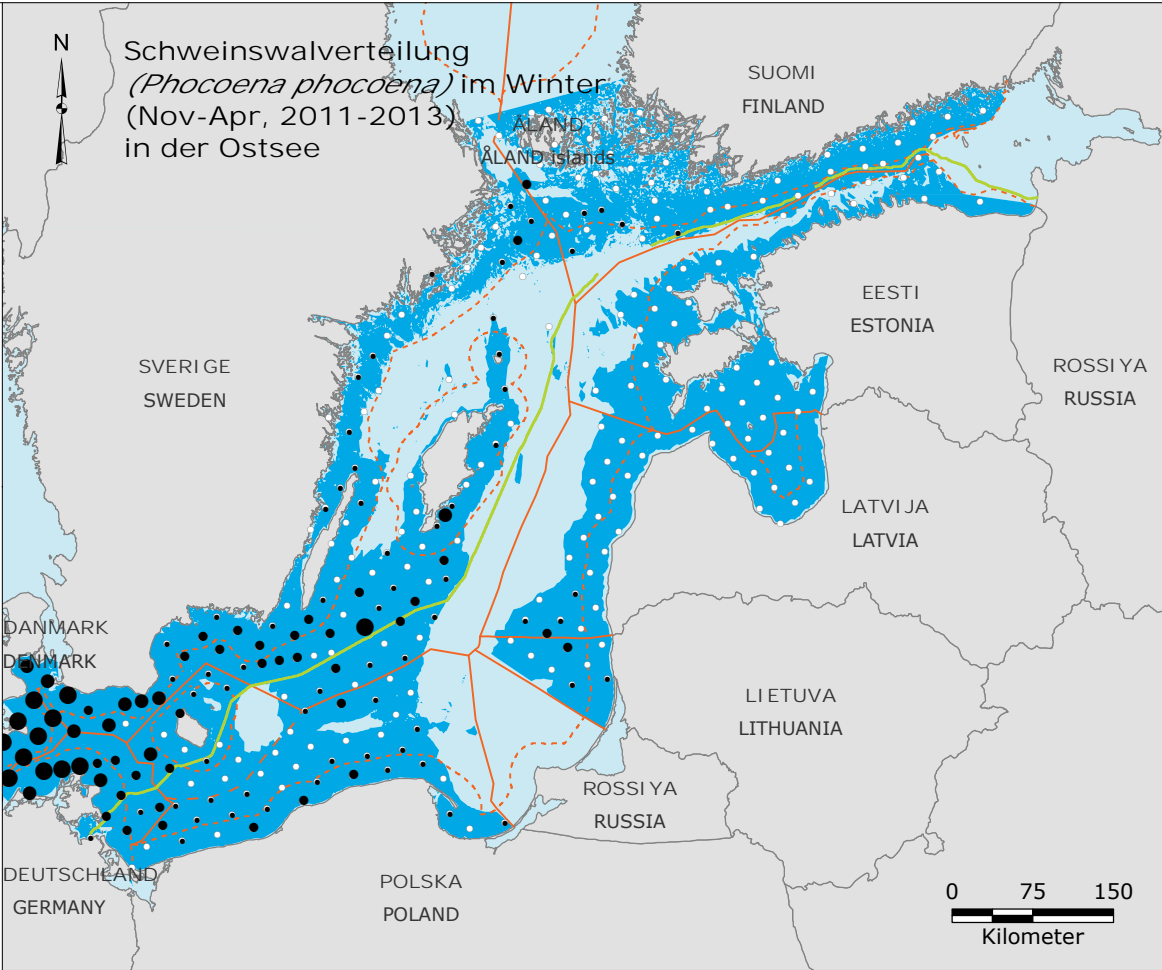 N
Schweinswalverteilung
(Phocoena phocoena) im Winter
(Nov-Apr, 2011-2013)
in der Ostsee
SUOMI
FINLAND
ÅLAND
ÅLAND islands
EESTI
ESTONIA
ROSSIYA
RUSSIA
SVERIGE
SWEDEN
LATVIJA
LATVIA
DANMARK
DENMARK
LIETUVA
LITHUANIA
ROSSIYA
RUSSIA
DEUTSCHLAND
GERMANY
POLSKA
POLAND
0 75 150
Kilometer